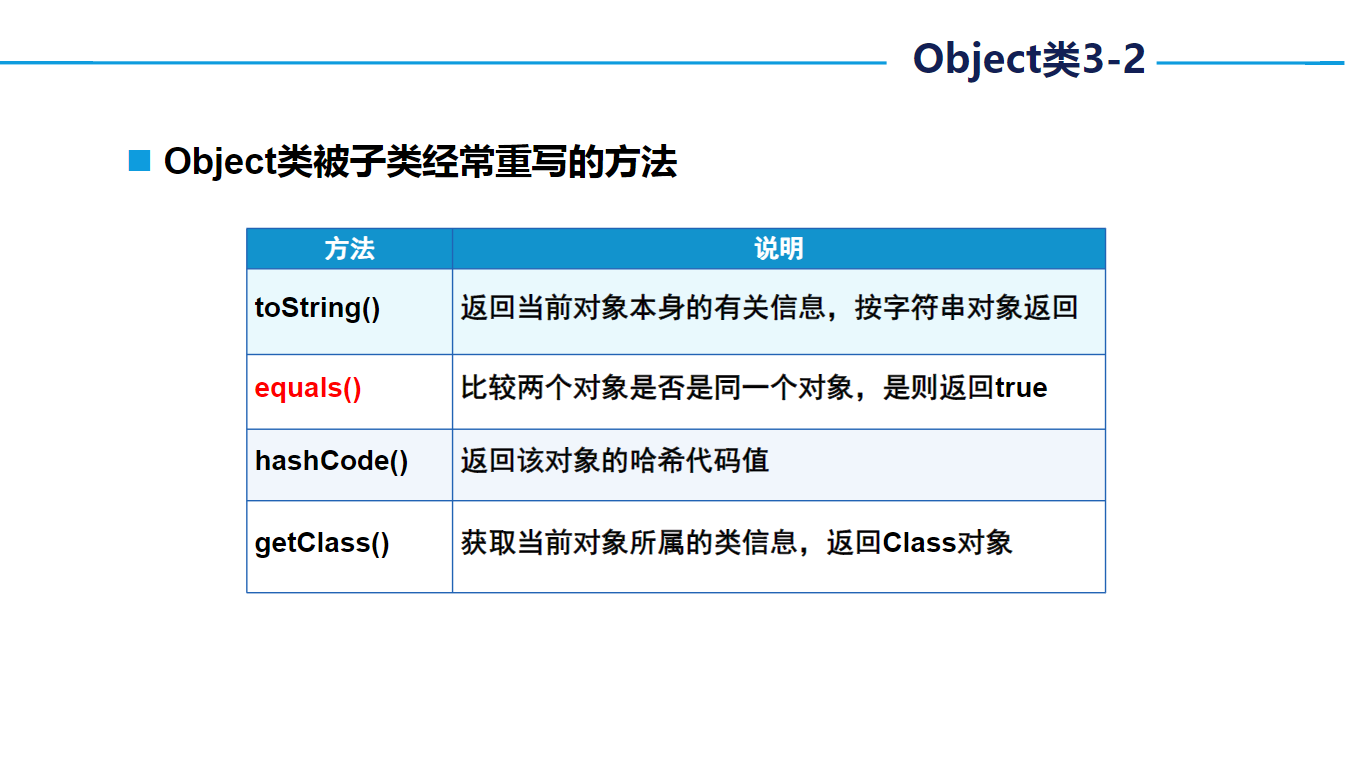 Object类3-2
Object类被子类经常重写的方法
方法 说明
toString() 返回当前对象本身的有关信息，按字符串对象返回
equals() 比较两个对象是否是同一个对象，是则返回true
hashCode() 返回该对象的哈希代码值
getClass() 获取当前对象所属的类信息，返回Class对象